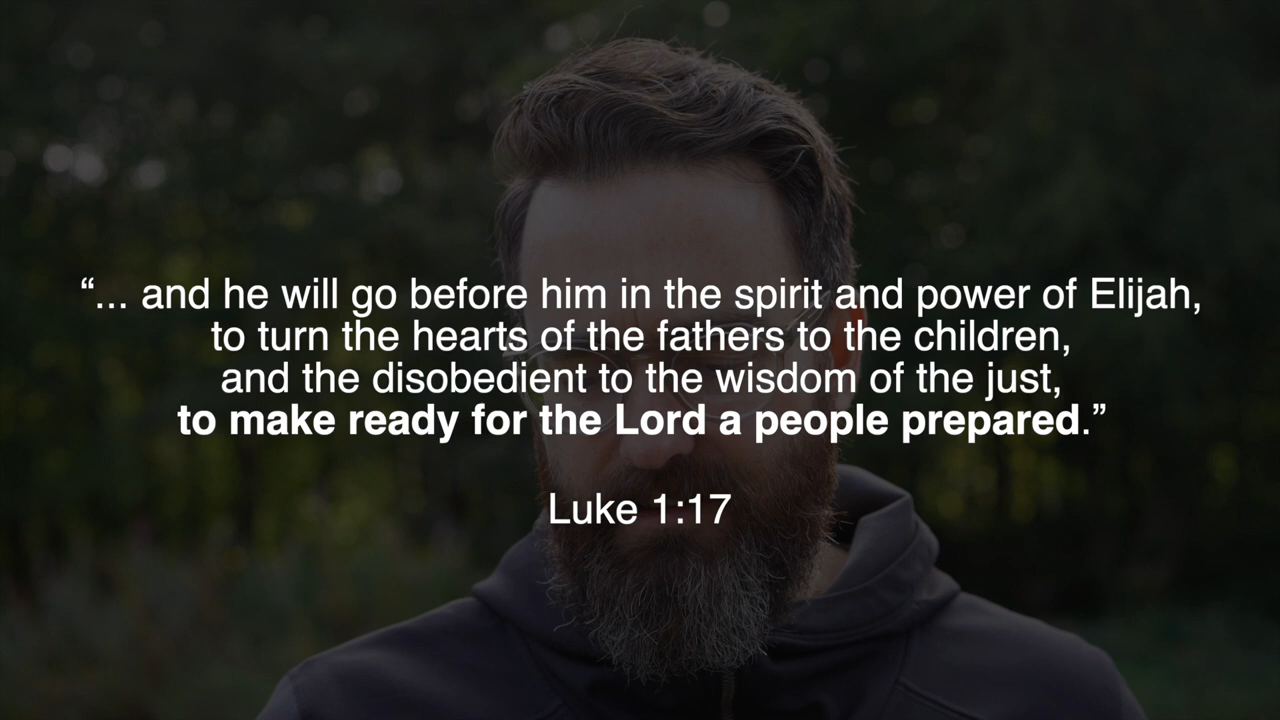 “... and he will go before him in the spirit and power of Elijah,
to turn the hearts of the fathers to the children,
and the disobedient to the wisdom of the just,
to make ready for the Lord a people prepared.”
Luke 1:17